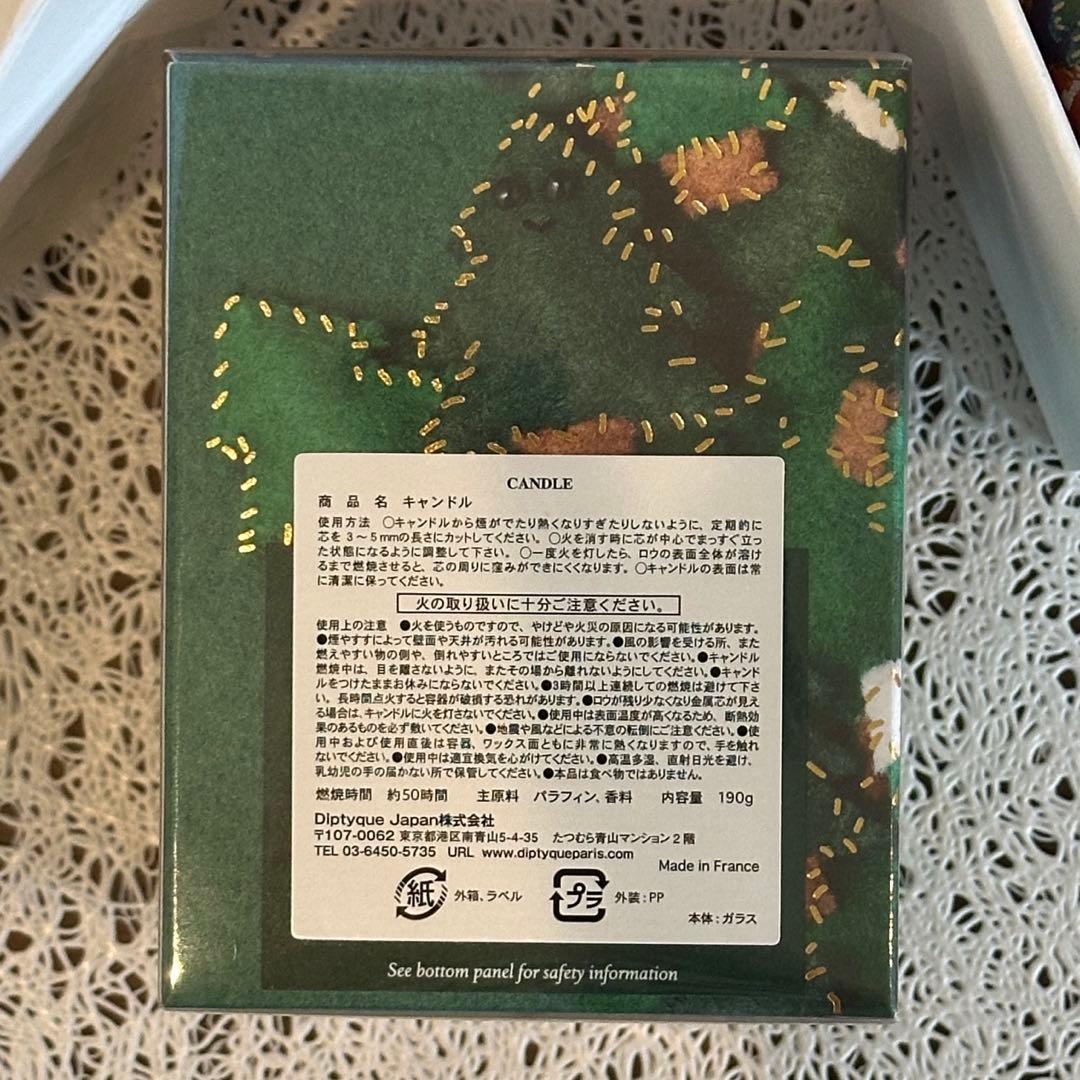 CANDLE
商品名 キャンドル
使用方法 ○キャンドルから煙がでたり熱くなりすぎたりしないように、定期的に
芯を3〜5mmの長さにカットしてください。○火を消す時に芯が中心でまっすぐ立っ
た状態になるように調整して下さい。○一度火を灯したら、ロウの表面全体が溶け
るまで燃焼させると、芯の周りに窪みができにくくなります。○キャンドルの表面は常
に清潔に保ってください。
火の取り扱いに十分ご注意ください。
使用上の注意 ●火を使うものですので、やけどや火災の原因になる可能性があります。
●煙やすすによって壁面や天井が汚れる可能性があります。●風の影響を受ける所、また
燃えやすい物の側や、倒れやすいところではご使用にならないでください。●キャンドル
燃焼中は、目を離さないように、またその場から離れないようにしてください。●キャンド
ルをつけたままお休みにならないでください。●3時間以上連続しての燃焼は避けて下さ
い。長時間点火すると容器が破損する恐れがあります。●ロウが残り少なくなり金属芯が見え
る場合は、キャンドルに火を灯さないでください。●使用中は表面温度が高くなるため、断熱効
果のあるものを必ず敷いてください。●地震や風などによる不意の転倒にご注意ください。●使
用中および使用直後は容器、ワックス面ともに非常に熱くなりますので、手を触れ
ないでください。●使用中は適宜換気を心がけてください。●高温多湿、直射日光を避け、
乳幼児の手の届かない所で保管してください。●本品は食べ物ではありません。
燃焼時間 約50時間 主原料 パラフィン、香料 内容量 190g
Diptyque Japan株式会社
〒107-0062 東京都港区南青山5-4-35 たつむら青山マンション2階
TEL 03-6450-5735 URL www.diptyqueparis.com
Made in France
紙 外箱、ラベル プラ 外装:PP
本体:ガラス
See bottom panel for safety information